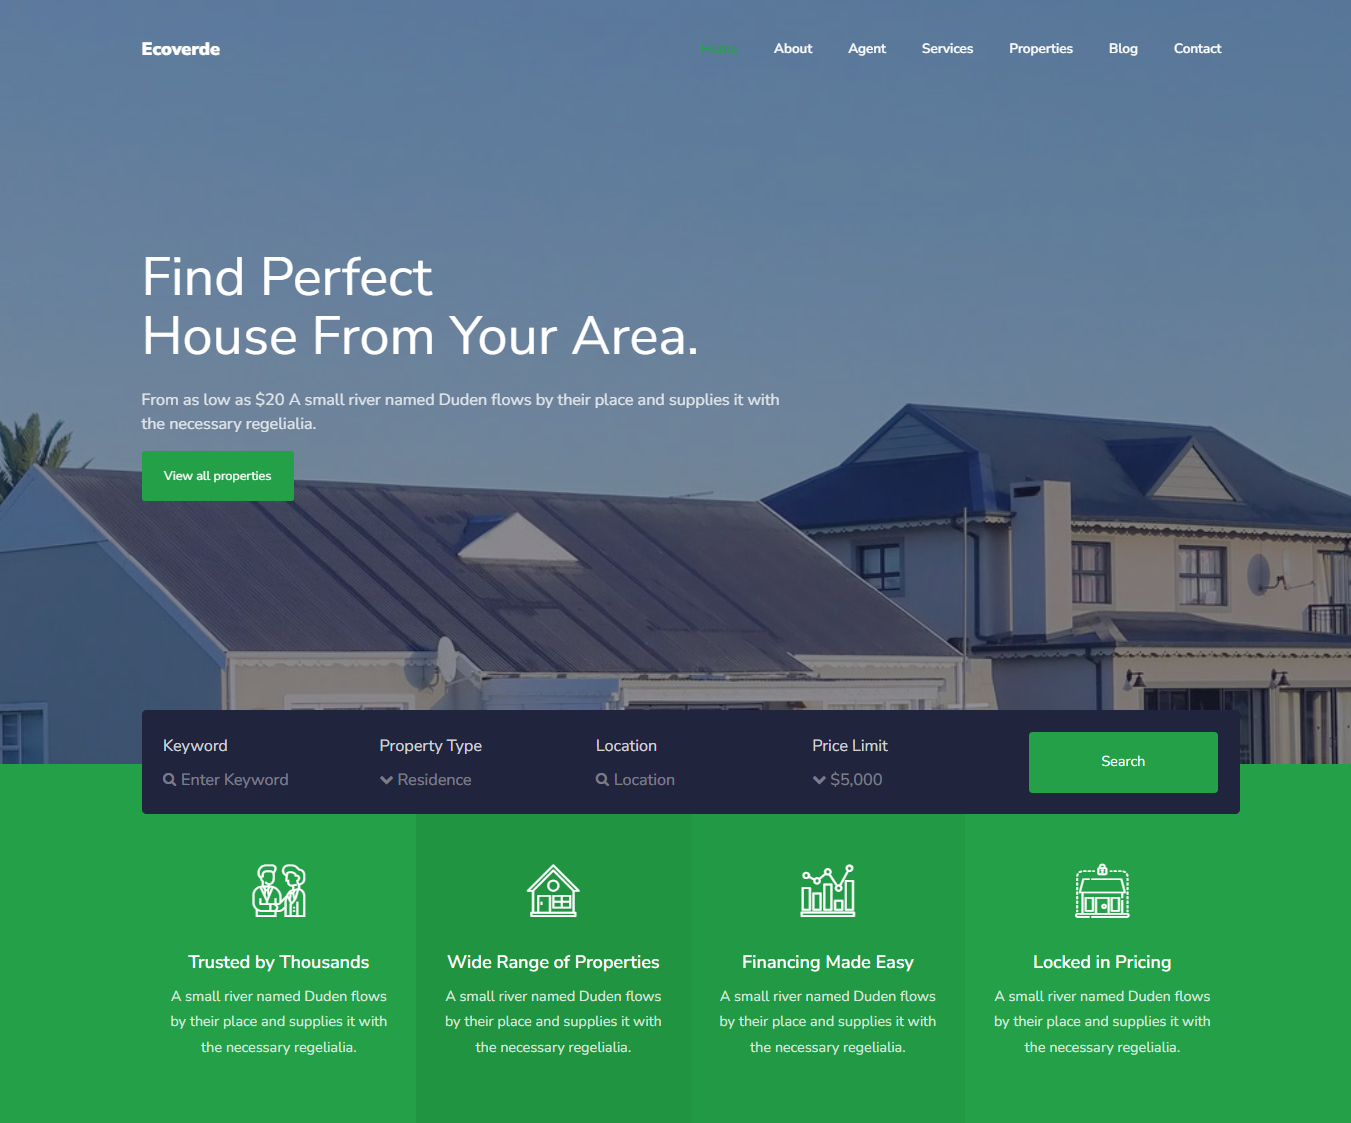 Ecoverde
Home About Agent Services Properties Blog Contact
Find Perfect
House From Your Area.
From as low as $20 A small river named Duden flows by their place and supplies it with
the necessary regelialia.
View all properties
Keyword Property Type Location Price Limit
Enter Keyword Residence Location $5,000
Search
Trusted by Thousands
A small river named Duden flows
by their place and supplies it with
the necessary regelialia.
Wide Range of Properties
A small river named Duden flows
by their place and supplies it with
the necessary regelialia.
Financing Made Easy
A small river named Duden flows
by their place and supplies it with
the necessary regelialia.
Locked in Pricing
A small river named Duden flows
by their place and supplies it with
the necessary regelialia.